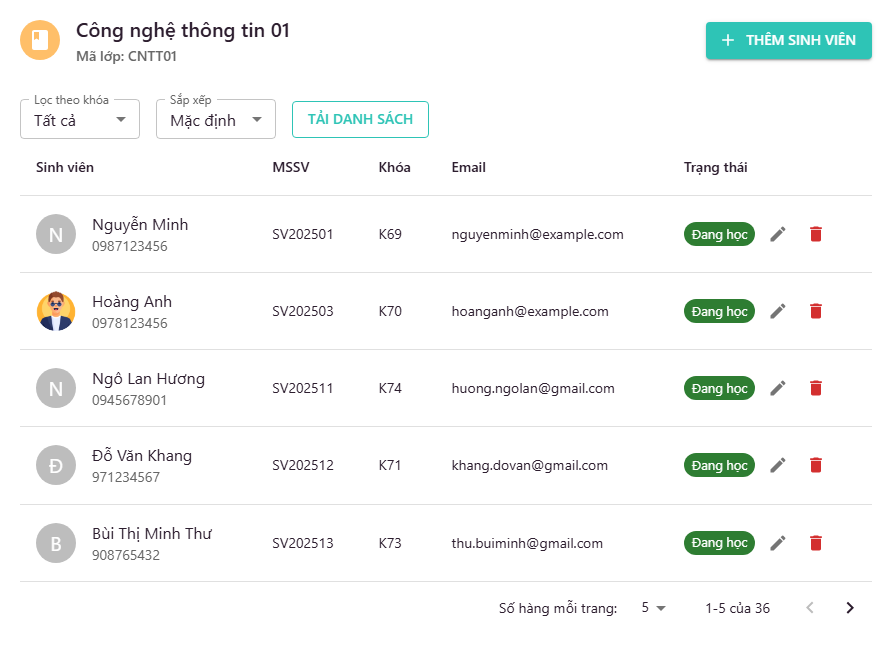 Công nghệ thông tin 01
Mã lớp: CNTT01
THÊM SINH VIÊN
Lọc theo khóa
Tất cả
Sắp xếp
Mặc định
TẢI DANH SÁCH
Sinh viên MSSV Khóa Email Trạng thái
N
Nguyễn Minh
0987123456
SV202501 K69 nguyenminh@example.com Đang học
Hoàng Anh
0978123456
SV202503 K70 hoanganh@example.com Đang học
N
Ngô Lan Hương
0945678901
SV202511 K74 huong.ngolan@gmail.com Đang học
Đ
Đỗ Văn Khang
971234567
SV202512 K71 khang.dovan@gmail.com Đang học
B
Bùi Thị Minh Thư
908765432
SV202513 K73 thu.buiminh@gmail.com Đang học
Số hàng mỗi trang: 5 1-5 của 36